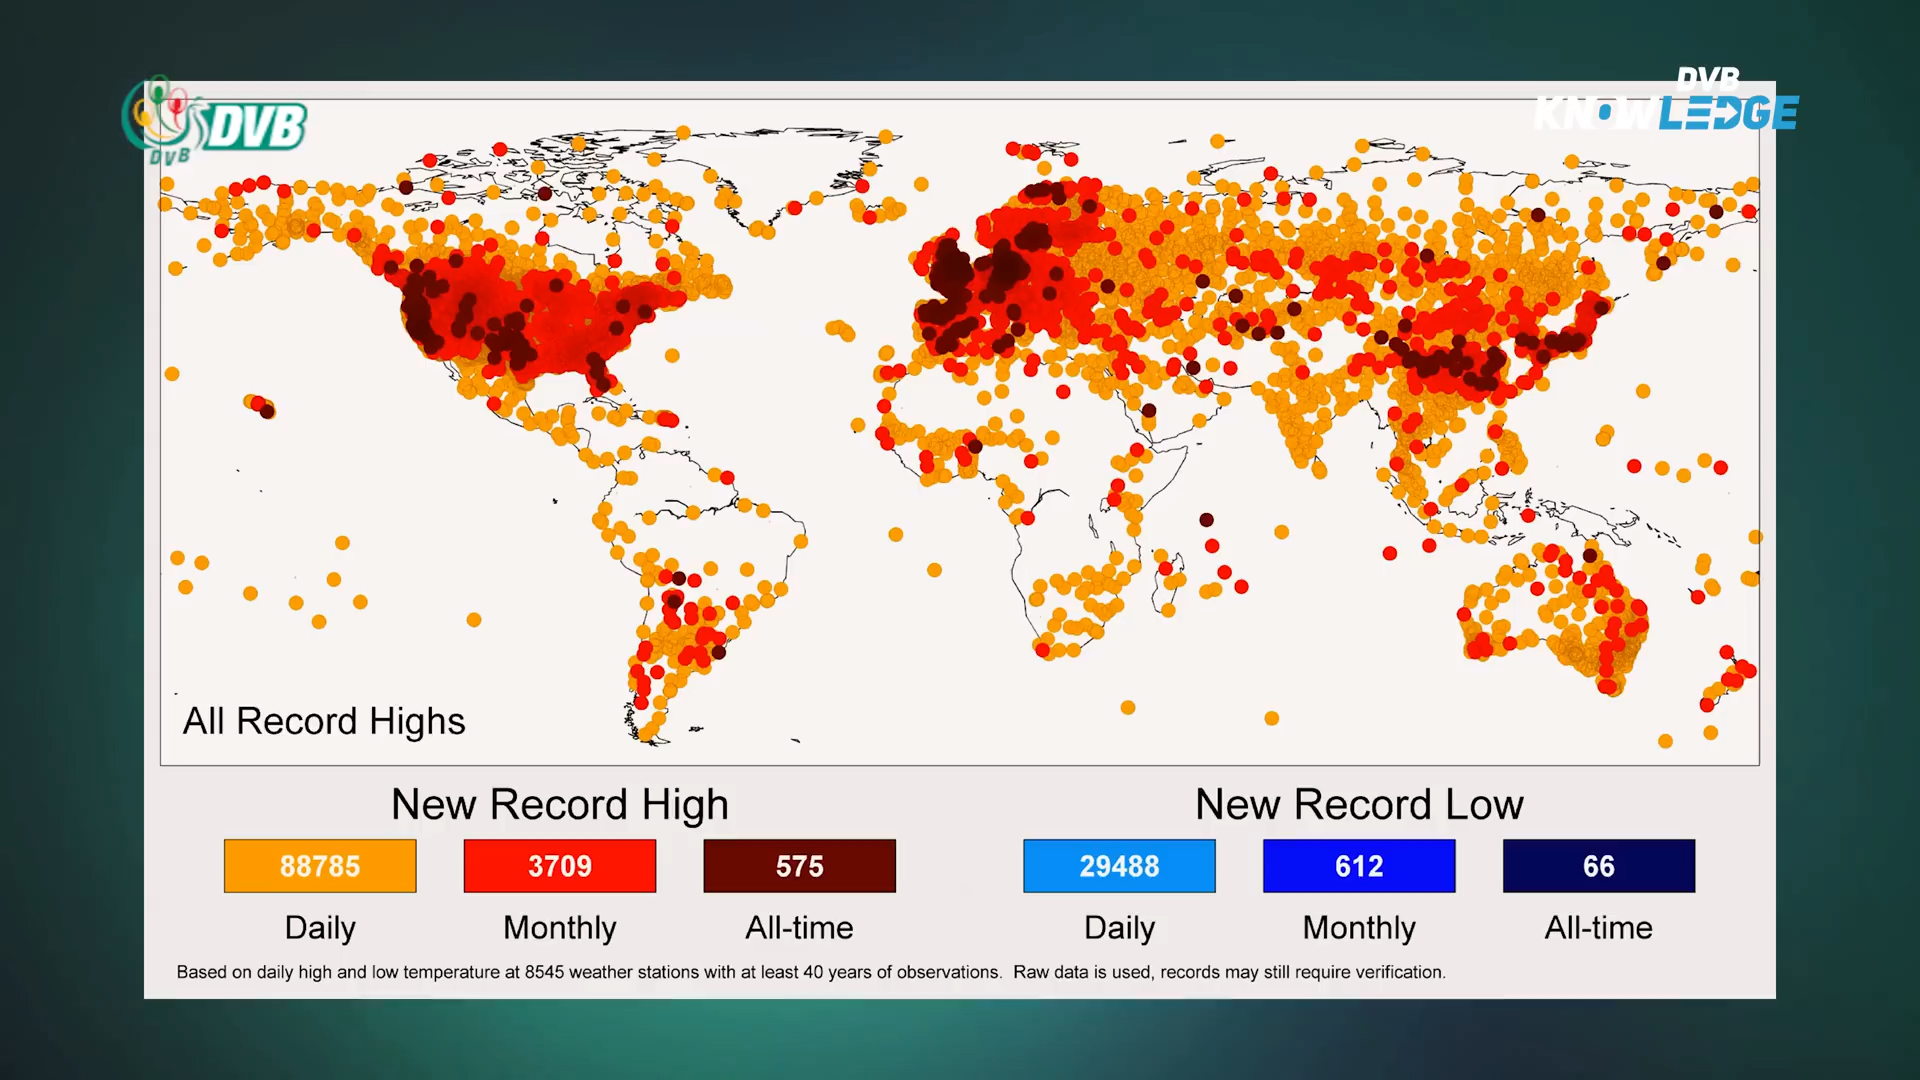 DVB
DVB
DVB
KNOWLEDGE
All Record Highs
New Record High
New Record Low
88785
3709
575
29488
612
66
Daily
Monthly
All-time
Daily
Monthly
All-time
Based on daily high and low temperature at 8545 weather stations with at least 40 years of observations.  Raw data is used, records may still require verification.